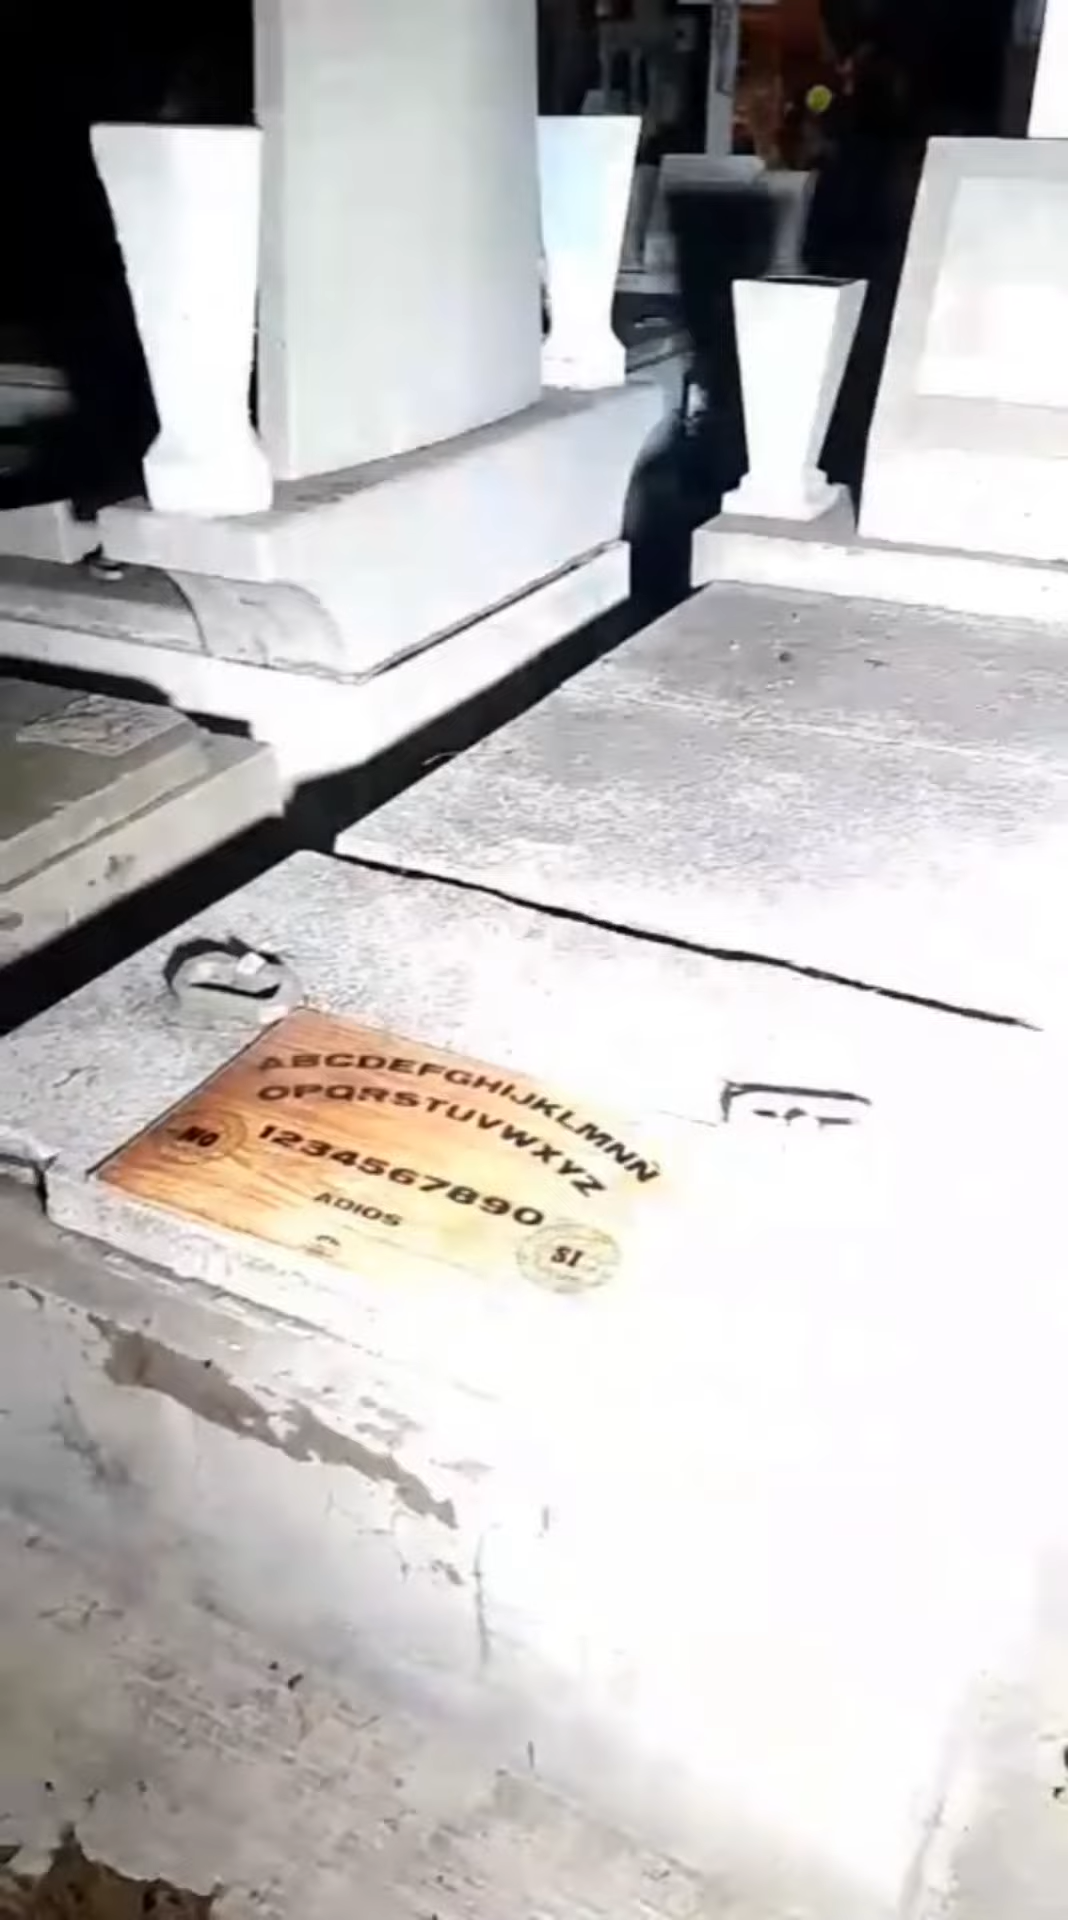 ABCDEFGHIJKLMNÑ
OPQRSTUVWXYZ
NO
1234567890
ADIOS
SI